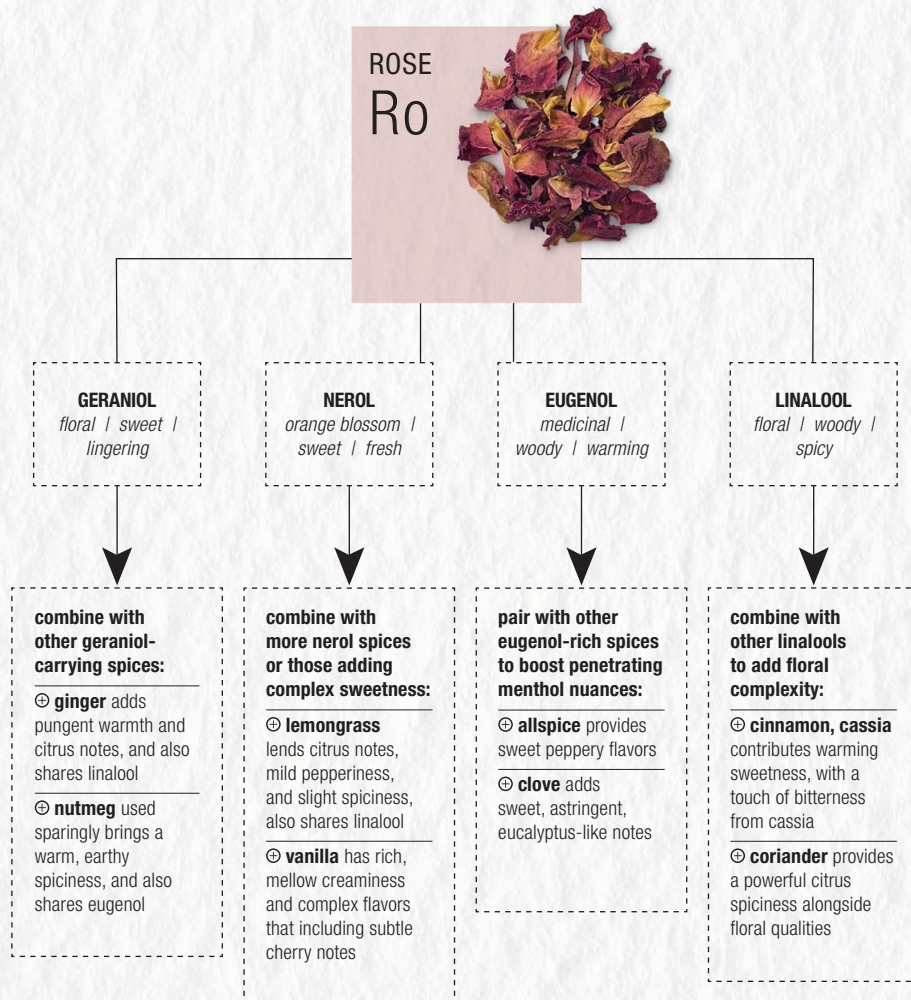 ROSE
Ro
GERANIOL
floral | sweet |
lingering
NEROL
orange blossom |
sweet | fresh
EUGENOL
medicinal |
woody | warming
LINALOOL
floral | woody |
spicy
combine with
other geraniol-
carrying spices:
⊕ ginger adds
pungent warmth and
citrus notes, and also
shares linalool
⊕ nutmeg used
sparingly brings a
warm, earthy
spiciness, and also
shares eugenol
combine with
more nerol spices
or those adding
complex sweetness:
⊕ lemongrass
lends citrus notes,
mild pepperiness,
and slight spiciness,
also shares linalool
⊕ vanilla has rich,
mellow creaminess
and complex flavors
that including subtle
cherry notes
pair with other
eugenol-rich spices
to boost penetrating
menthol nuances:
⊕ allspice provides
sweet peppery flavors
⊕ clove adds
sweet, astringent,
eucalyptus-like notes
combine with
other linalools
to add floral
complexity:
⊕ cinnamon, cassia
contributes warming
sweetness, with a
touch of bitterness
from cassia
⊕ coriander provides
a powerful citrus
spiciness alongside
floral qualities